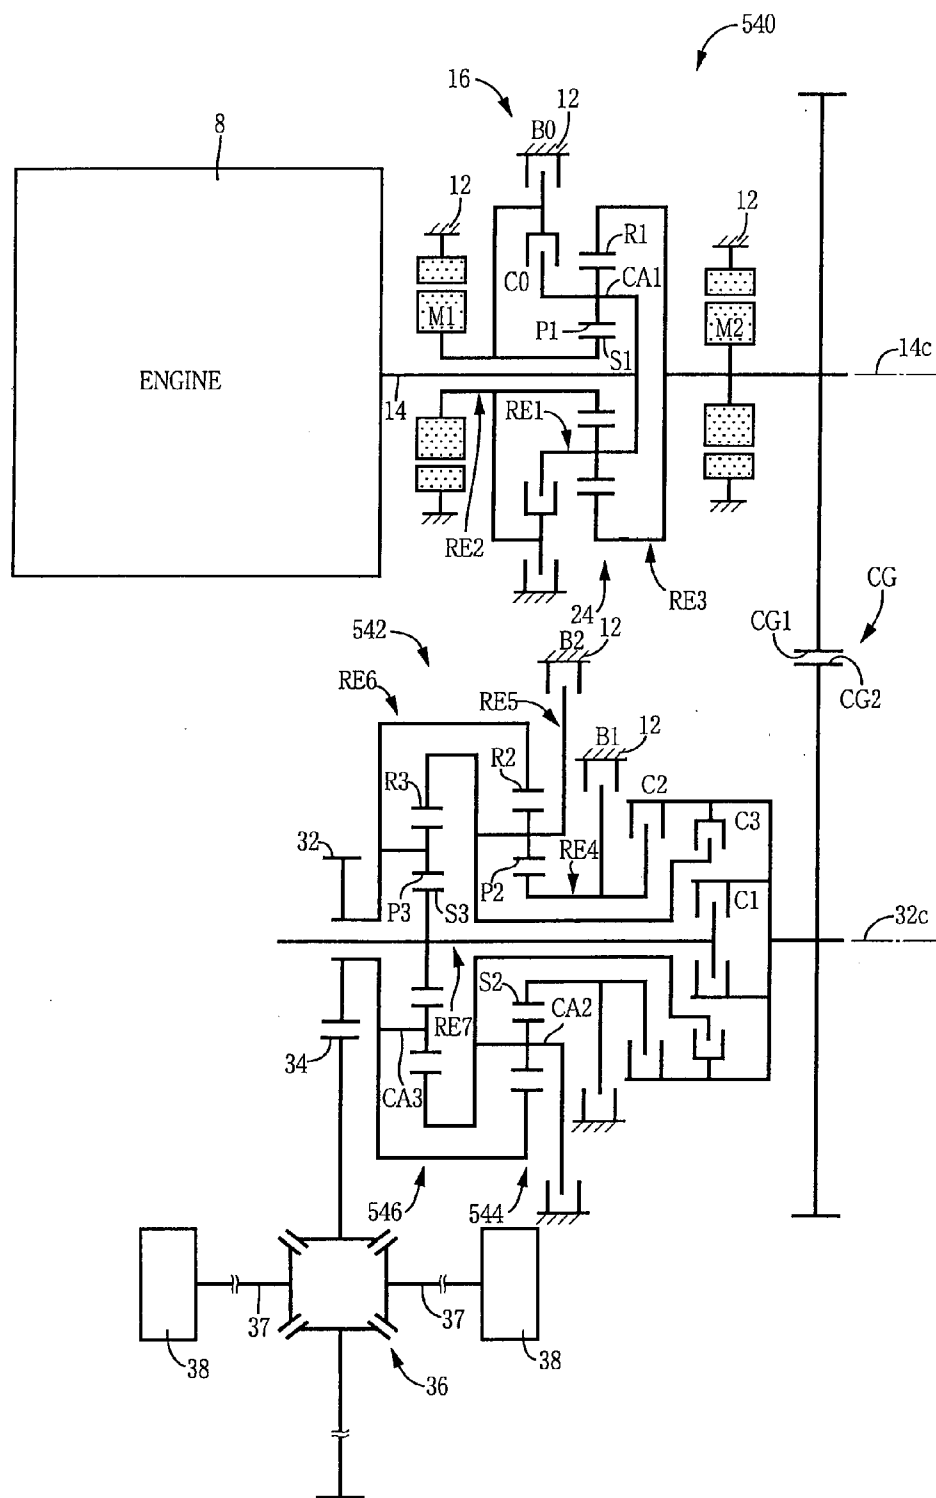 540
16
12
B0
8
12
12
R1
C0
CA1
M1
P1
M2
S1
ENGINE
14c
14
RE1
RE2
RE3
24
CG
542
12
B2
CG1
RE6
RE5
CG2
12
B1
R2
C2
R3
C3
32
RE4
P2
P3
S3
C1
32c
S2
CA2
RE7
34
CA3
546
544
37
37
38
36
38